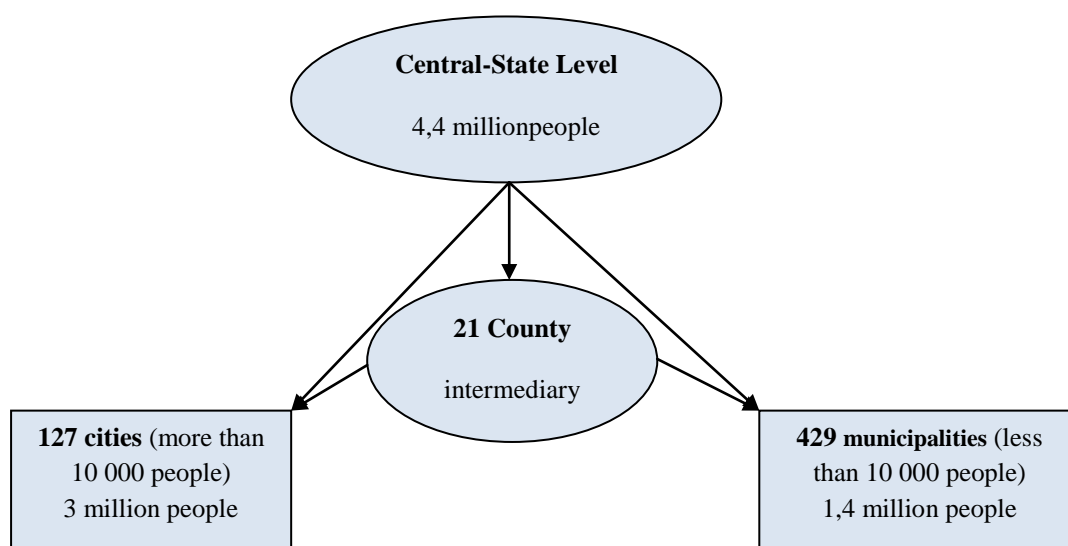 Central-State Level
4,4 millionpeople
21 County
intermediary
127 cities (more than
10 000 people)
3 million people
429 municipalities (less
than 10 000 people)
1,4 million people